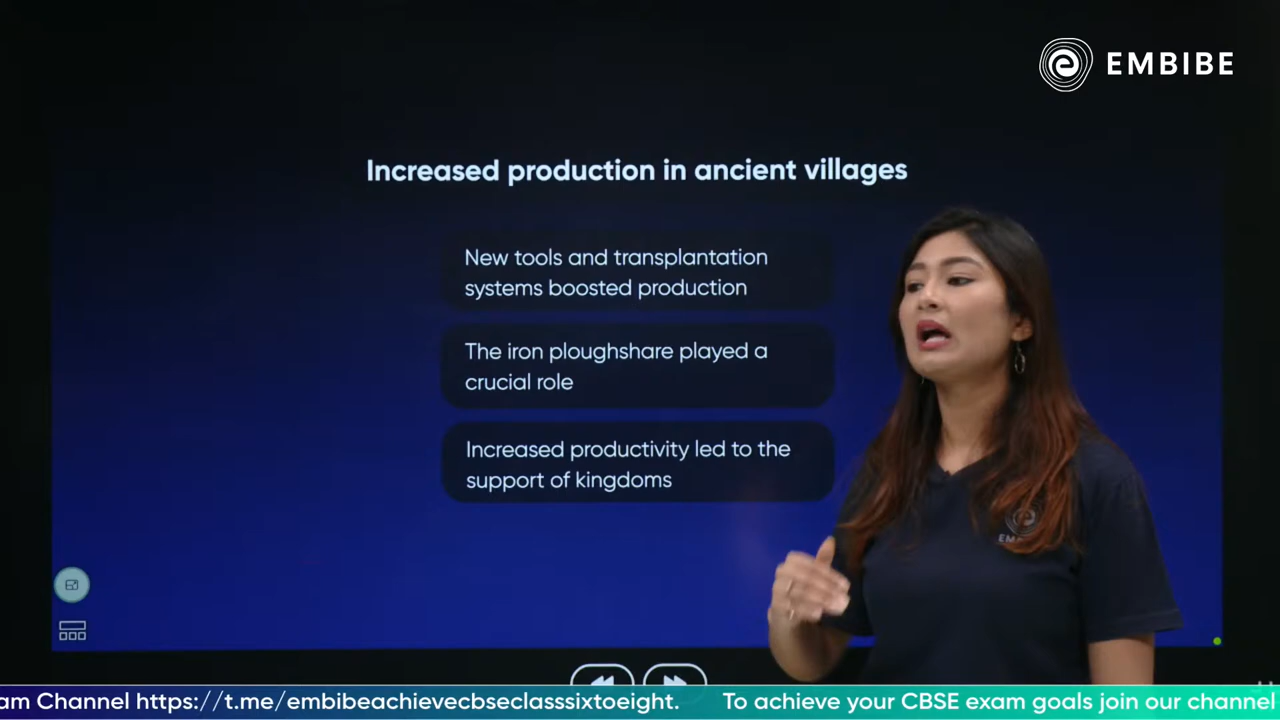 EMBIBE
Increased production in ancient villages
New tools and transplantation
systems boosted production
The iron ploughshare played a
crucial role
Increased productivity led to the
support of kingdoms
am Channel https://t.me/embibeachievecbseclasssixtoeight. To achieve your CBSE exam goals join our channel